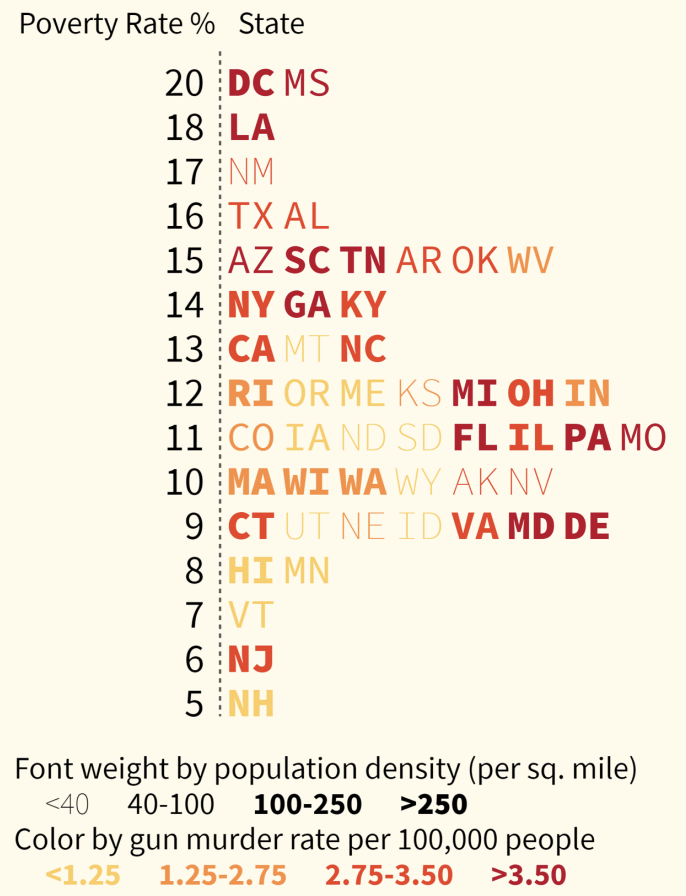 Poverty Rate % State
20 DC MS
18 LA
17 NM
16 TX AL
15 AZ SC TN AR OK WV
14 NY GA KY
13 CA MT NC
12 RI OR ME KS MI OH IN
11 CO IA ND SD FL IL PA MO
10 MA WI WA WY AK NV
9 CT UT NE ID VA MD DE
8 HI MN
7 VT
6 NJ
5 NH
Font weight by population density (per sq. mile)
<40 40-100 100-250 >250
Color by gun murder rate per 100,000 people
<1.25 1.25-2.75 2.75-3.50 >3.50